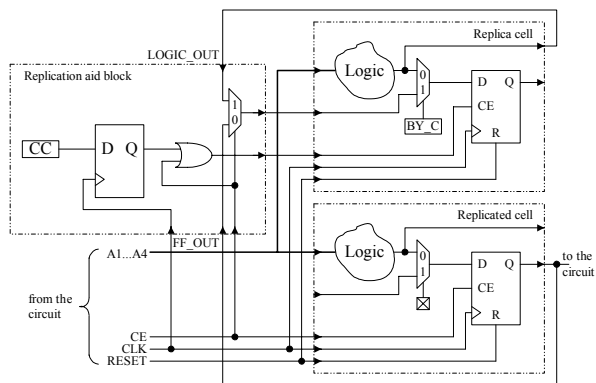 LOGIC_OUT
Replica cell
Logic
0
1
D Q
CE
R
BY_C
Replication aid block
1
0
CC
D Q
FF_OUT
Replicated cell
Logic
0
1
D Q
CE
R
to the
circuit
A1...A4
from the
circuit
CE
CLK
RESET